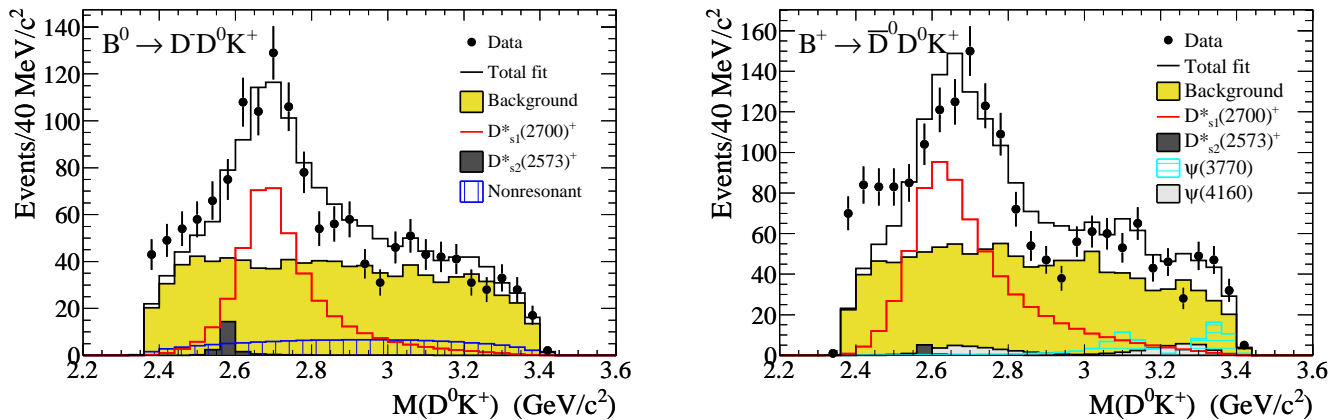 B⁰ → D⁻D⁰K⁺
Events/40 MeV/c²
140
120
100
80
60
40
20
0
Data
Total fit
Background
D*ₛ₁(2700)⁺
D*ₛ₂(2573)⁺
Nonresonant
2.2 2.4 2.6 2.8 3 3.2 3.4 3.6
M(D⁰K⁺) (GeV/c²)
B⁺ → D̅⁰D⁰K⁺
Events/40 MeV/c²
160
140
120
100
80
60
40
20
0
Data
Total fit
Background
D*ₛ₁(2700)⁺
D*ₛ₂(2573)⁺
ψ(3770)
ψ(4160)
2.2 2.4 2.6 2.8 3 3.2 3.4 3.6
M(D⁰K⁺) (GeV/c²)